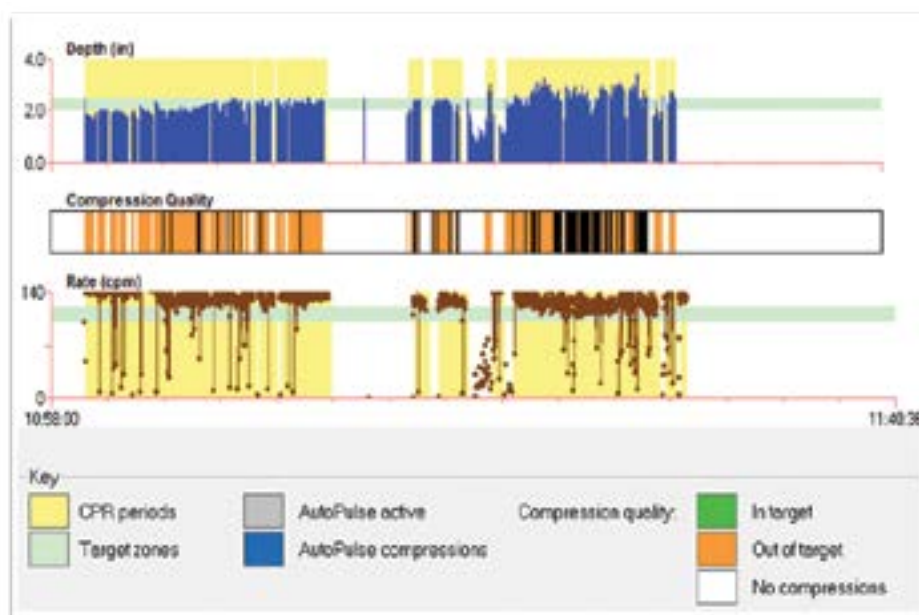 Depth (in)
4.0
2.0
0.0
Compression Quality
Rate (cpm)
140
0
10:58:00
11:40:36
Key
CPR periods
AutoPulse active
Compression quality:
In target
Target zones
AutoPulse compressions
Out of target
No compressions